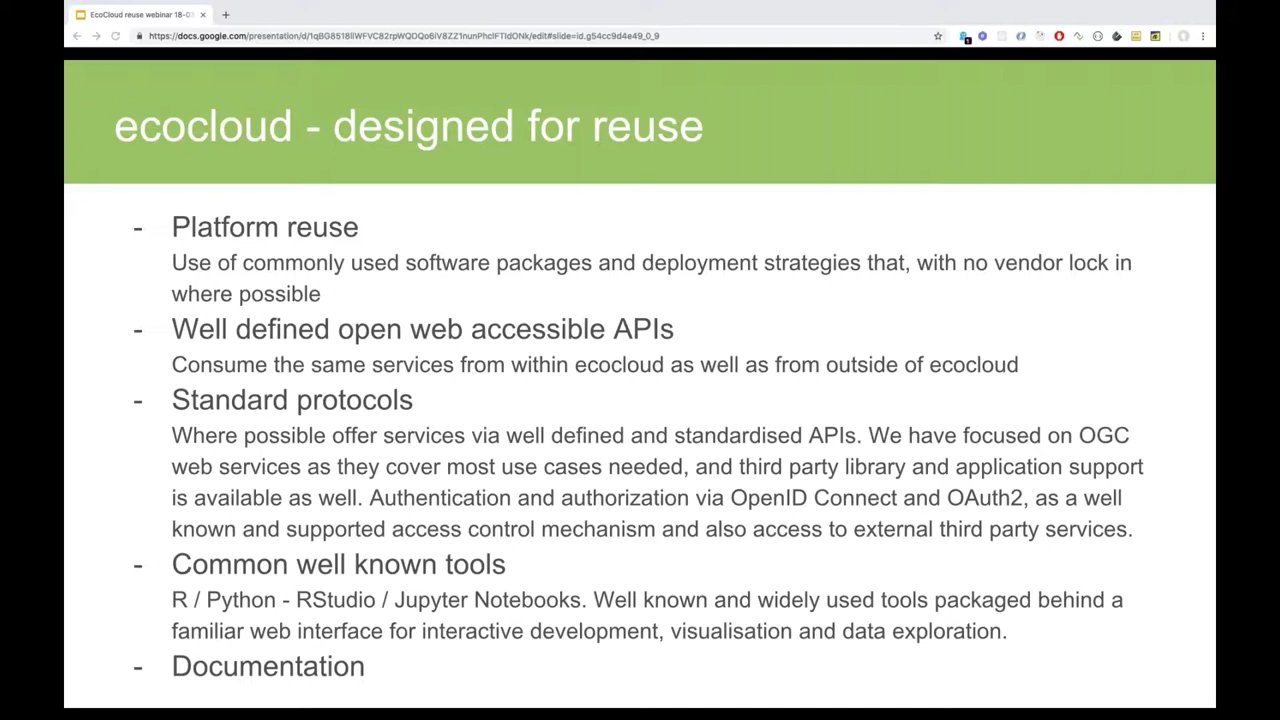 EcoCloud reuse webinar 18-03
https://docs.google.com/presentation/d/1qBG8518IlWFVC82rpWQDQo6iV8ZZ1nunPhcIFTIdONk/edit#slide=id.g54cc9d4e49_0_9
ecocloud - designed for reuse
- Platform reuse
Use of commonly used software packages and deployment strategies that, with no vendor lock in
where possible
- Well defined open web accessible APIs
Consume the same services from within ecocloud as well as from outside of ecocloud
- Standard protocols
Where possible offer services via well defined and standardised APIs. We have focused on OGC
web services as they cover most use cases needed, and third party library and application support
is available as well. Authentication and authorization via OpenID Connect and OAuth2, as a well
known and supported access control mechanism and also access to external third party services.
- Common well known tools
R / Python - RStudio / Jupyter Notebooks. Well known and widely used tools packaged behind a
familiar web interface for interactive development, visualisation and data exploration.
- Documentation